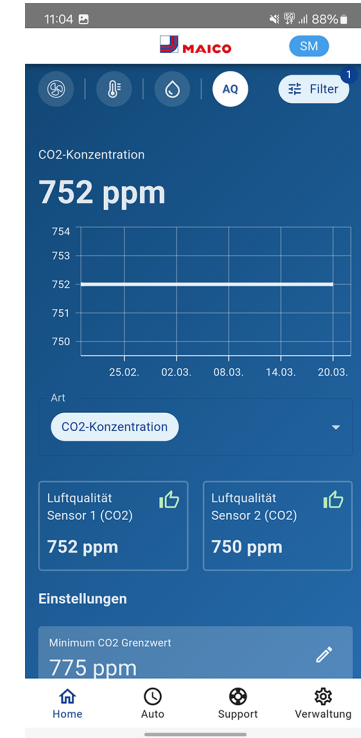 11:04
88%
MAICO
SM
AQ
Filter
1
CO2-Konzentration
752 ppm
754
753
752
751
750
25.02.
02.03.
08.03.
14.03.
20.03.
Art
CO2-Konzentration
Luftqualität
Sensor 1 (CO2)
752 ppm
Luftqualität
Sensor 2 (CO2)
750 ppm
Einstellungen
Minimum CO2 Grenzwert
775 ppm
Home
Auto
Support
Verwaltung